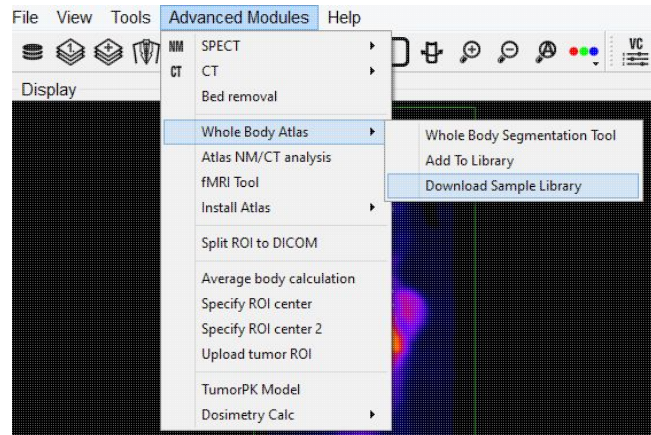 File View Tools Advanced Modules Help
NM SPECT
CT CT
VC
Display
Bed removal
Whole Body Atlas
Whole Body Segmentation Tool
Atlas NM/CT analysis
Add To Library
fMRI Tool
Download Sample Library
Install Atlas
Split ROI to DICOM
Average body calculation
Specify ROI center
Specify ROI center 2
Upload tumor ROI
TumorPK Model
Dosimetry Calc